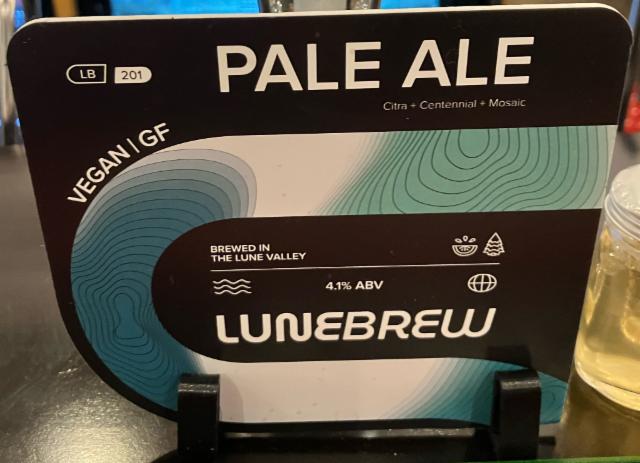 LB 201
PALE ALE
Citra + Centennial + Mosaic
VEGAN | GF
BREWED IN
THE LUNE VALLEY
4.1% ABV
LUNEBREW